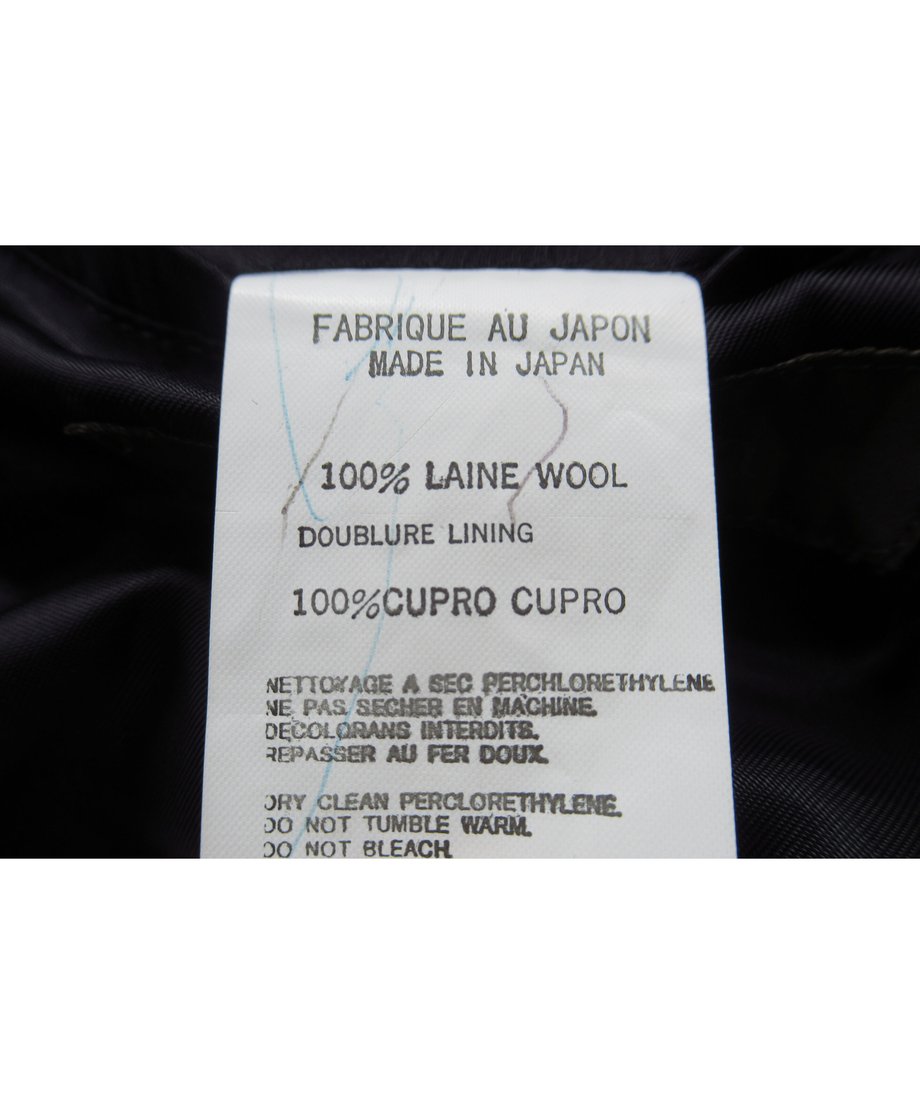 FABRIQUE AU JAPON
MADE IN JAPAN
100% LAINE WOOL
DOUBLURE LINING
100%CUPRO CUPRO
NETTOYAGE A SEC PERCHLORETHYLENE
NE PAS SECHER EN MACHINE.
DECOLORANS INTERDITS.
REPASSER AU FER DOUX.
DRY CLEAN PERCLORETHYLENE.
DO NOT TUMBLE WARM.
DO NOT BLEACH